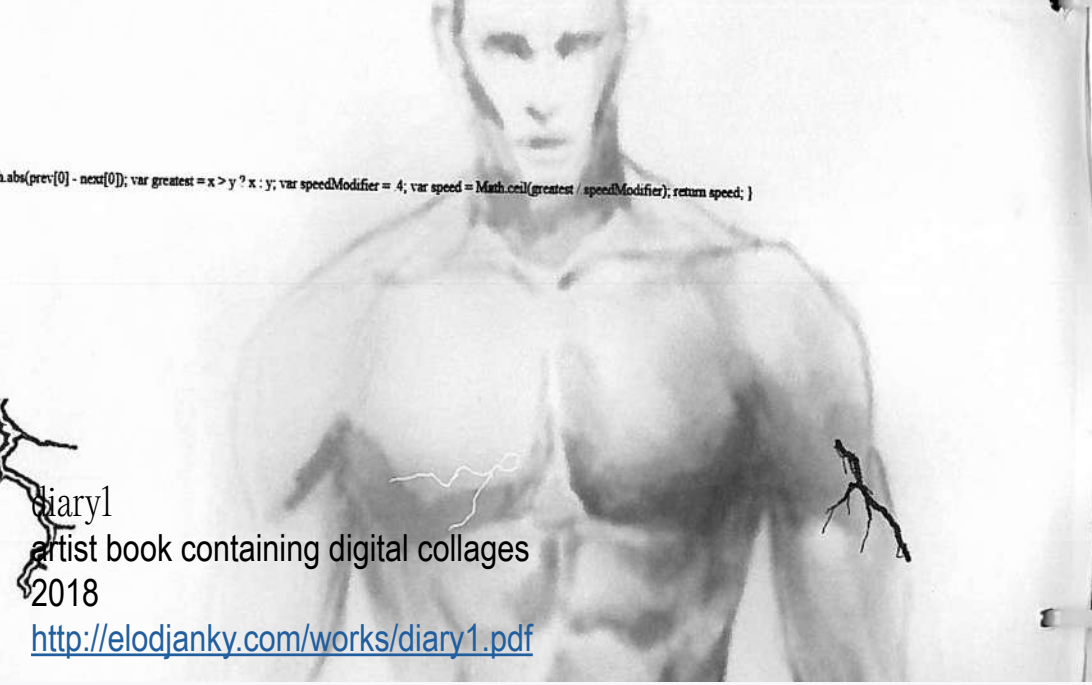 .abs(prev[0] - next[0]); var greatest = x > y ? x : y; var speedModifier = .4; var speed = Math.ceil(greatest / speedModifier); return speed; }
diary1
artist book containing digital collages
2018
http://elodjanky.com/works/diary1.pdf